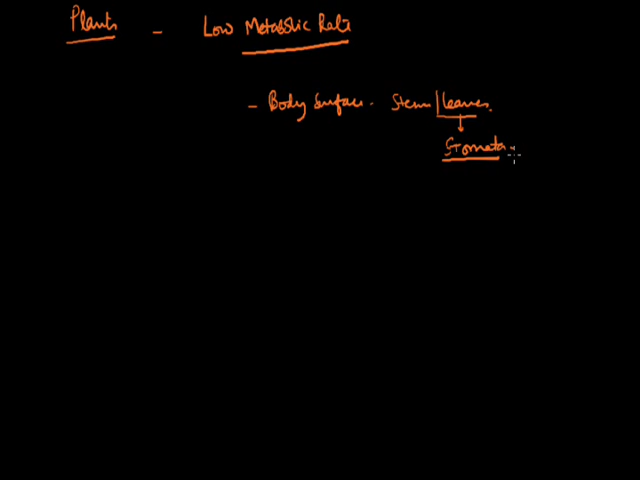 Plants - Low Metabolic Rate
- Body Surface. Stem | leaves.
Stomata